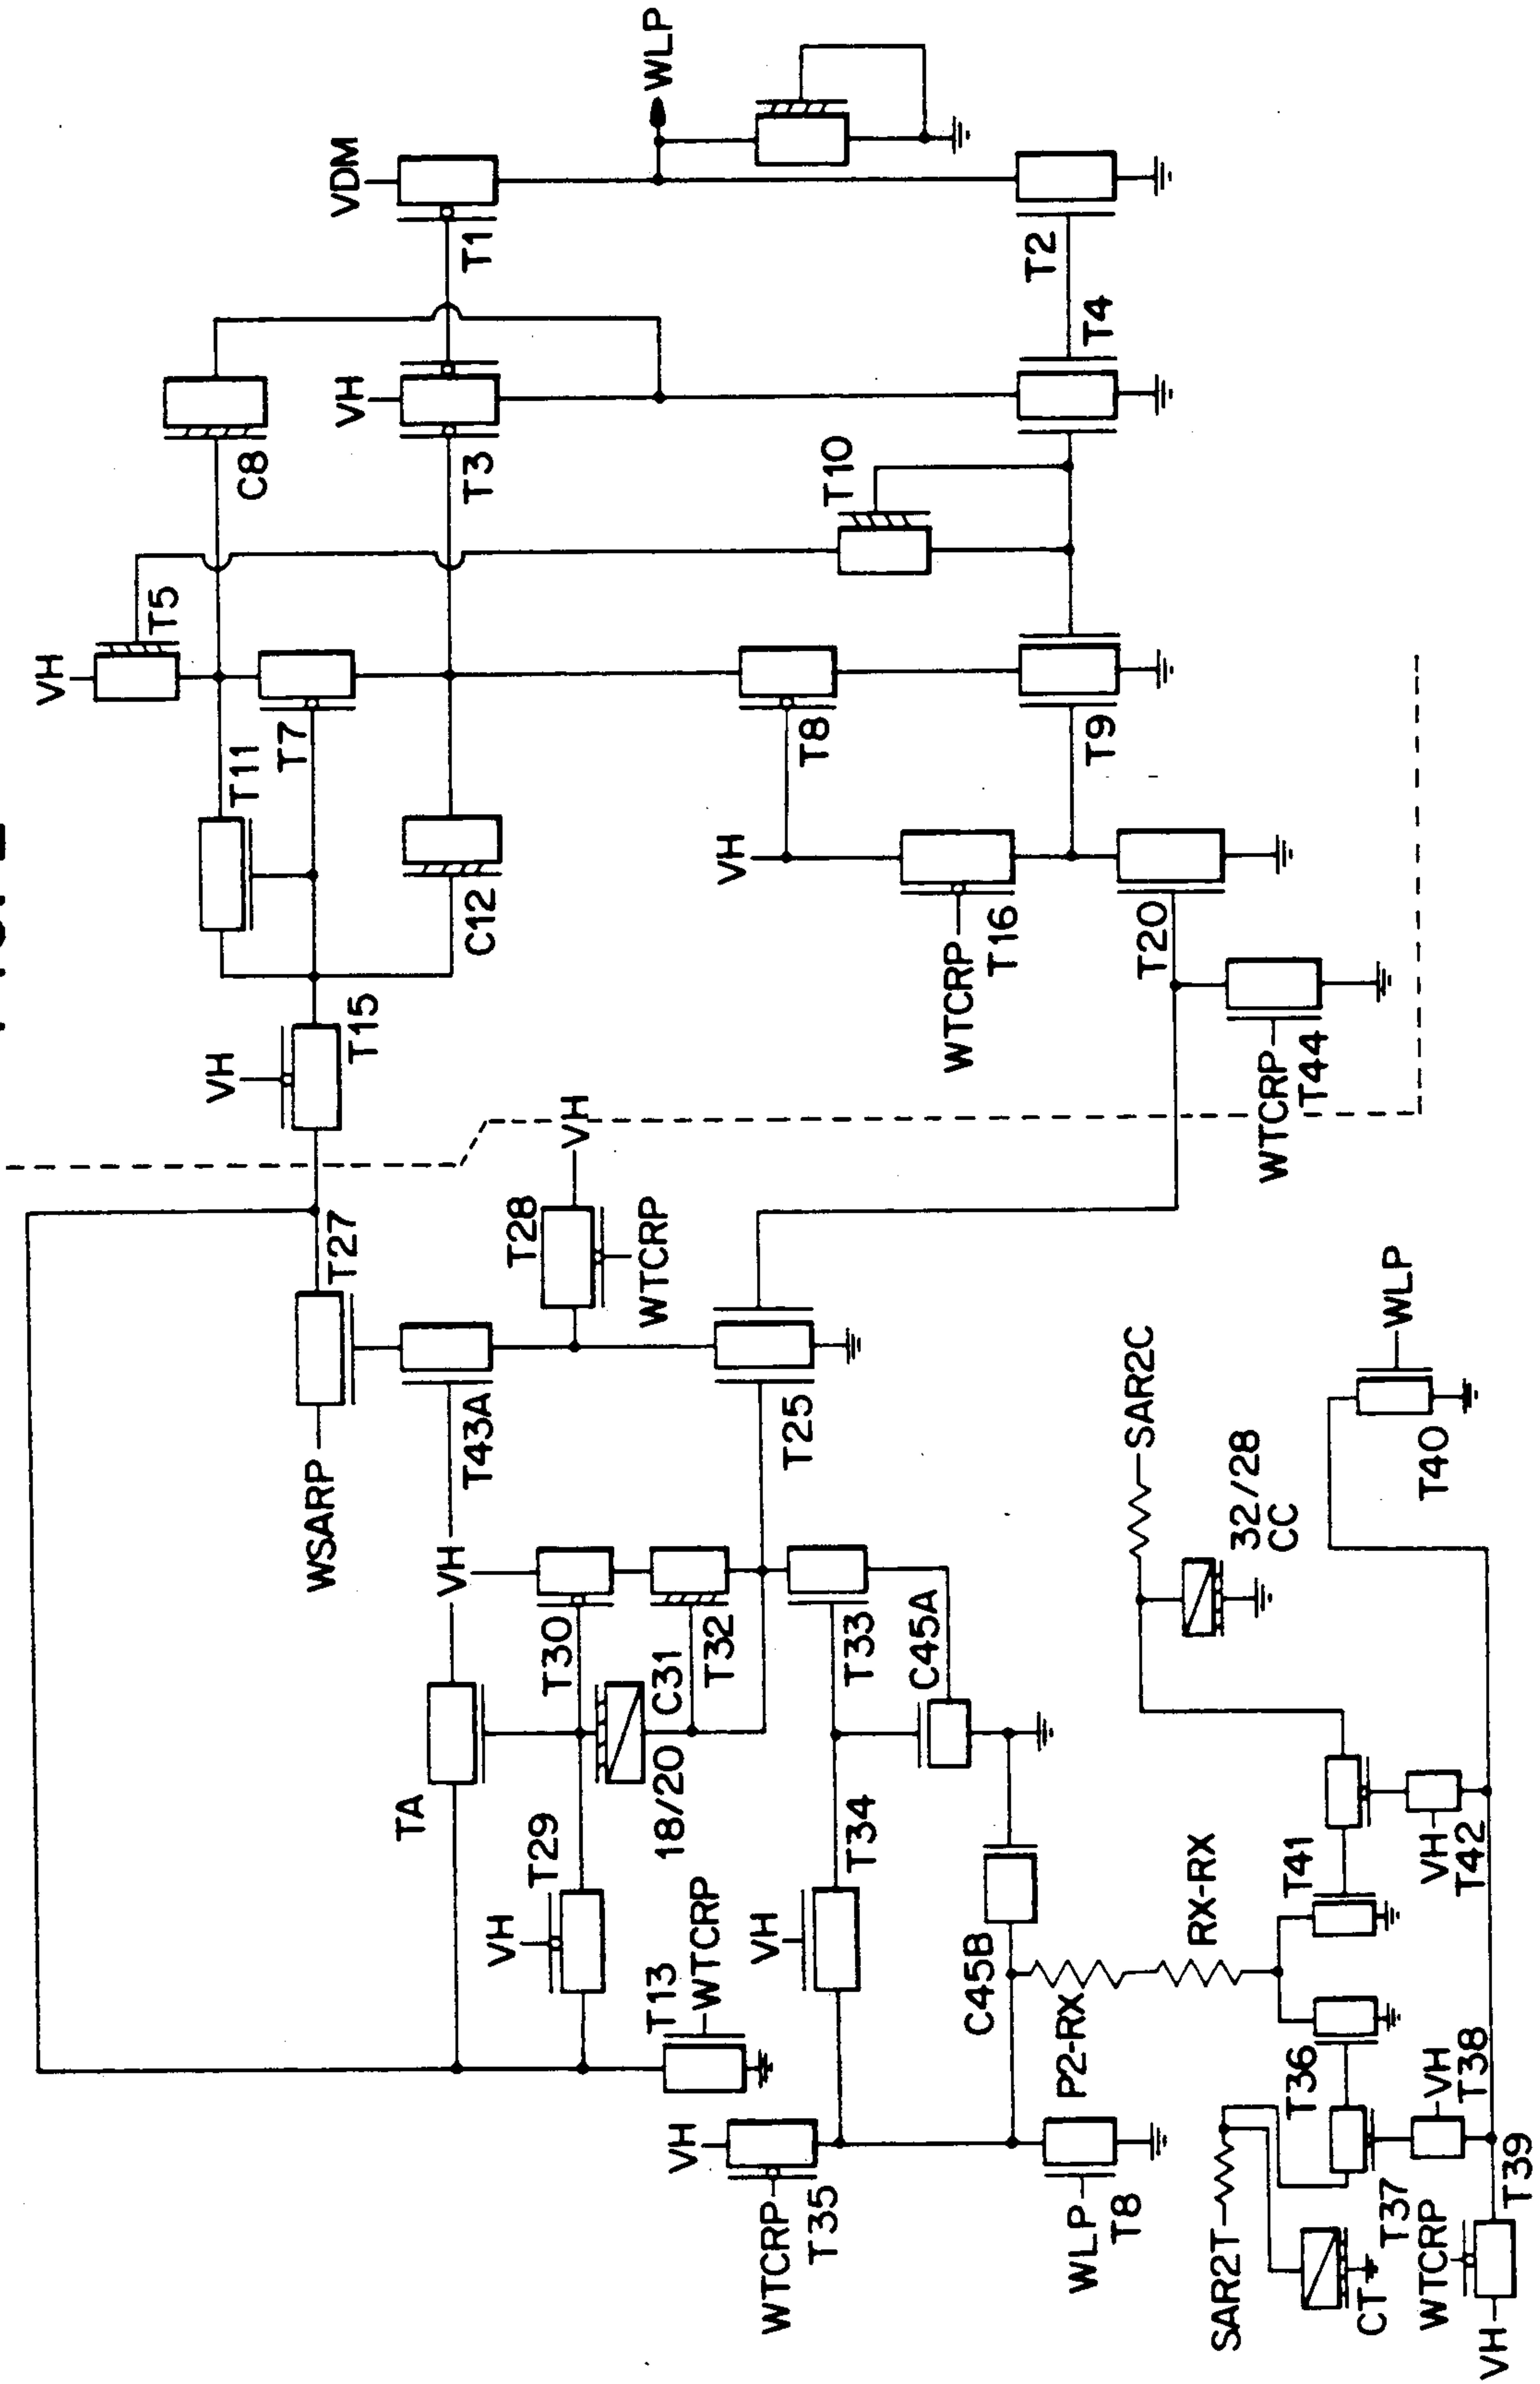 VDM
WLP
T1
T2
VH
C8
T3
T4
T10
VH
T5
T7
T11
T8
T9
C12
VH
T16
WTCRP
T20
T15
VH
WTCRP
T44
VH
T28
WTCRP
T27
WSARP
T43A
T25
SAR2C
32/28
CC
WLP
T40
VH
T30
C31
T32
T33
C45A
TA
T29
18/20
VH
T34
VH
T13
WTCRP
C45B
P2-RX
RX-RX
T41
VH
T42
VH
T35
WTCRP
WLP
T8
T36
VH
T38
SAR2T
CT
T37
WTCRP
T39
VH